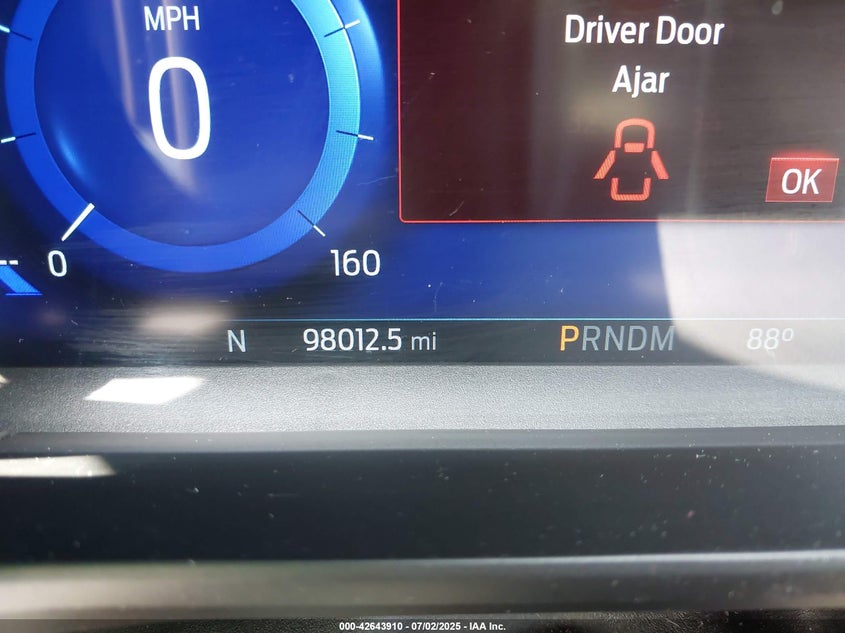 MPH
0
0
160
Driver Door
Ajar
OK
N 98012.5 mi PRNDM 88º
000-42643910 - 07/02/2025 - IAA Inc.